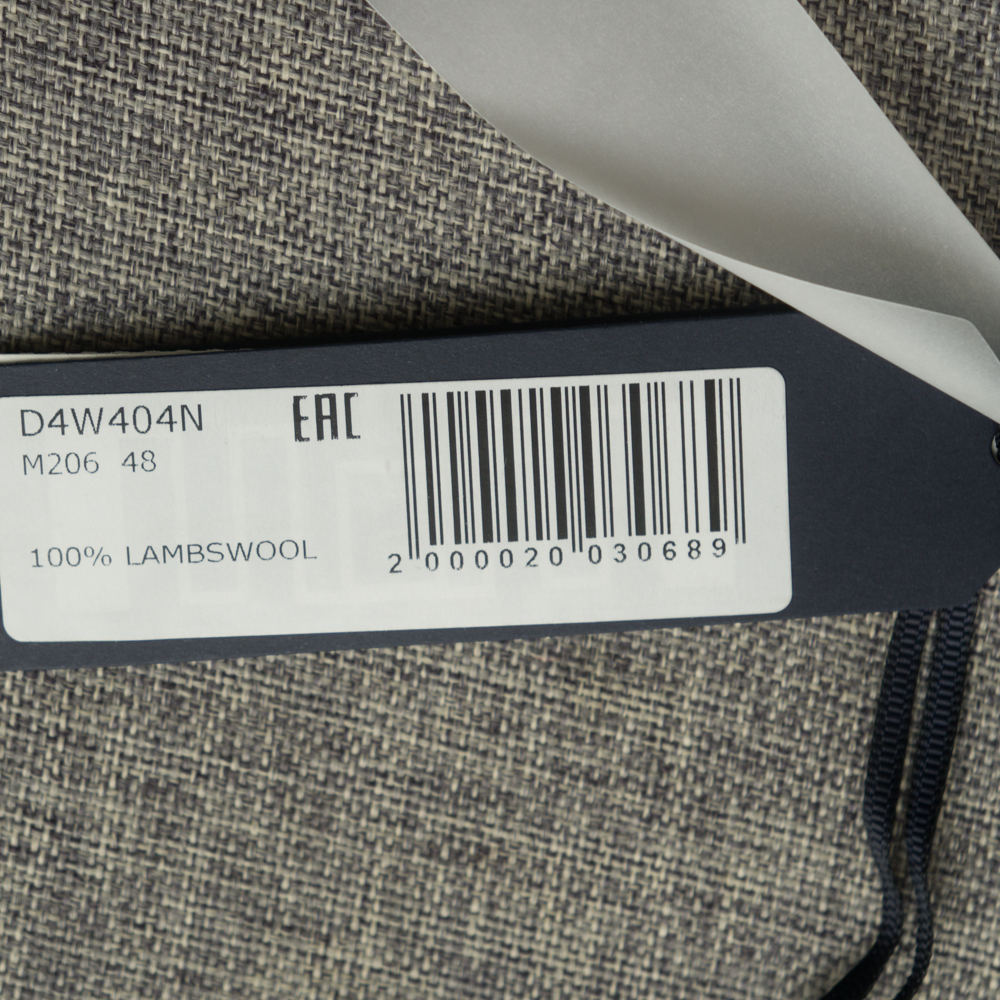 D4W404N
EAC
M206 48
100% LAMBSWOOL
2 000020 030689